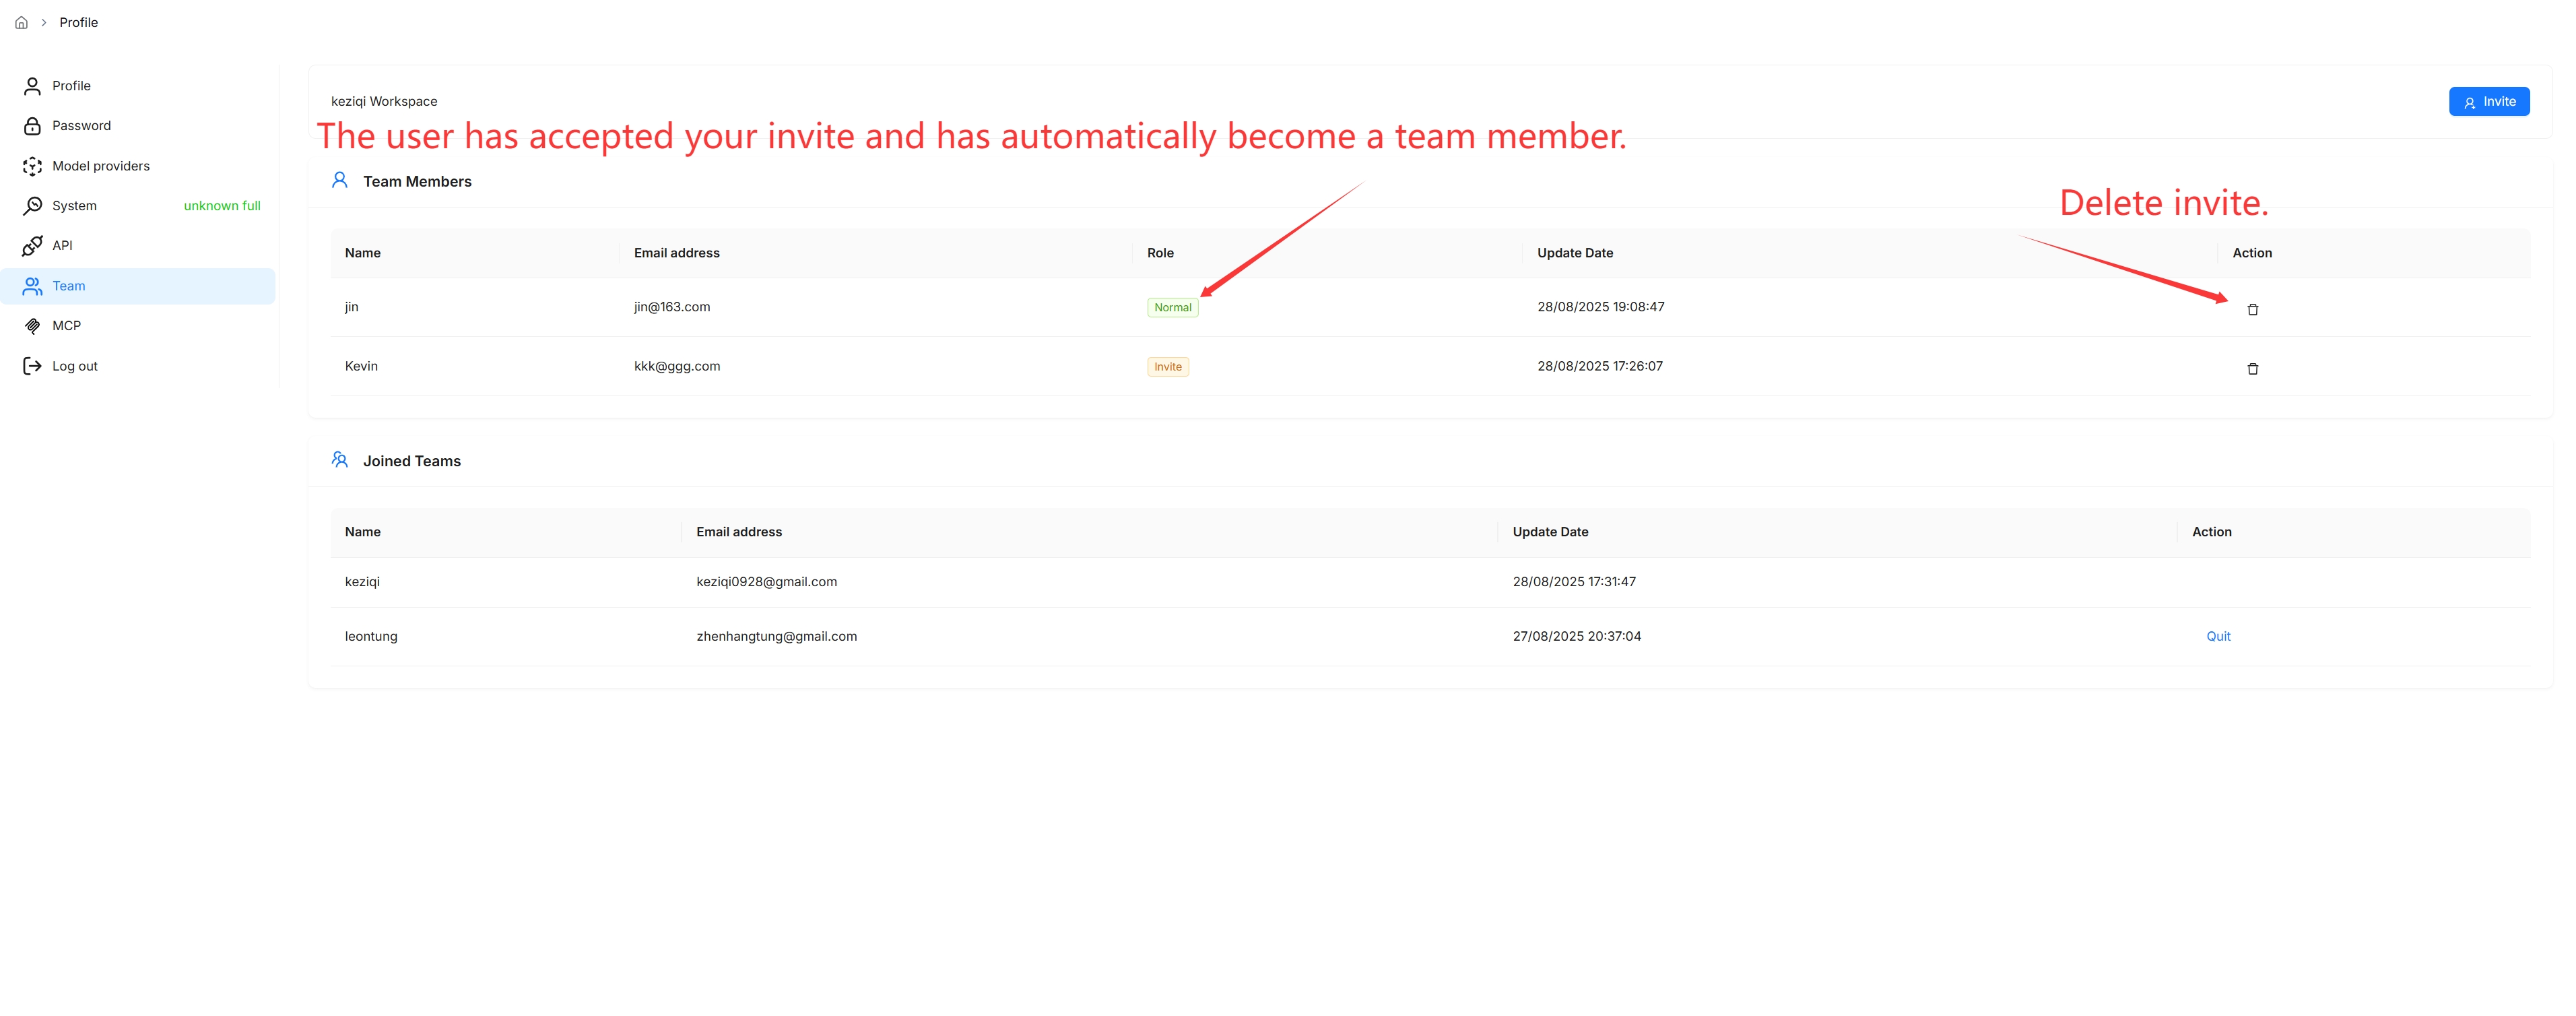 Profile
Profile
Password
Model providers
System unknown full
API
Team
MCP
Log out
keziqi Workspace
Invite
The user has accepted your invite and has automatically become a team member.
Team Members
Delete invite.
Name Email address Role Update Date Action
jin jin@163.com Normal 28/08/2025 19:08:47
Kevin kkk@ggg.com Invite 28/08/2025 17:26:07
Joined Teams
Name Email address Update Date Action
keziqi keziqi0928@gmail.com 28/08/2025 17:31:47
leontung zhenhangtung@gmail.com 27/08/2025 20:37:04 Quit